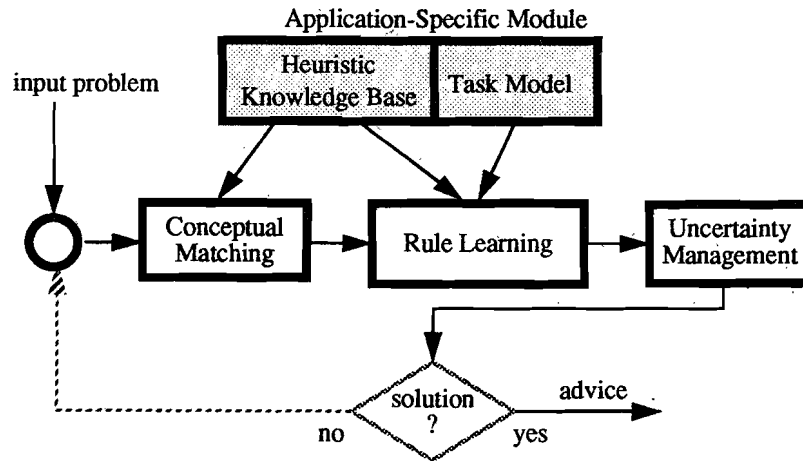 Application-Specific Module
input problem
Heuristic
Knowledge Base
Task Model
Conceptual
Matching
Rule Learning
Uncertainty
Management
solution
?
no
yes
advice